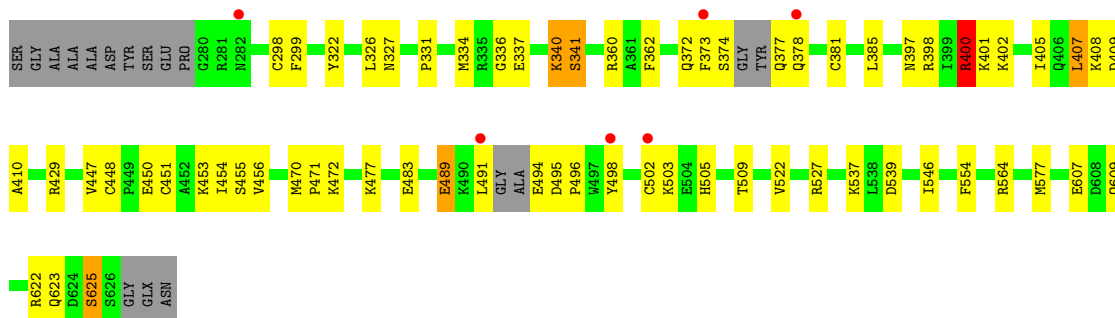 SER GLY ALA ALA ALA ASP TYR SER GLU PRO G280 R281 N282 C298 F299 Y322 L326 N327 P331 M334 R335 G336 E337 K340 S341 R360 A361 F362 Q372 F373 S374 GLY TYR Q377 Q378 C381 L385 N397 R398 I399 R400 K401 K402 I405 Q406 L407 K408 D409
A410 R429 V447 C448 P449 E450 C451 A452 K453 I454 S455 V456 M470 P471 K472 K477 E483 E489 K490 L491 GLY ALA E494 D495 P496 W497 Y498 C502 K503 E504 H505 T509 V522 R527 K537 L538 D539 I546 F554 R564 M577 E607 D608 D609
R622 Q623 D624 S625 S626 GLY GLX ASN